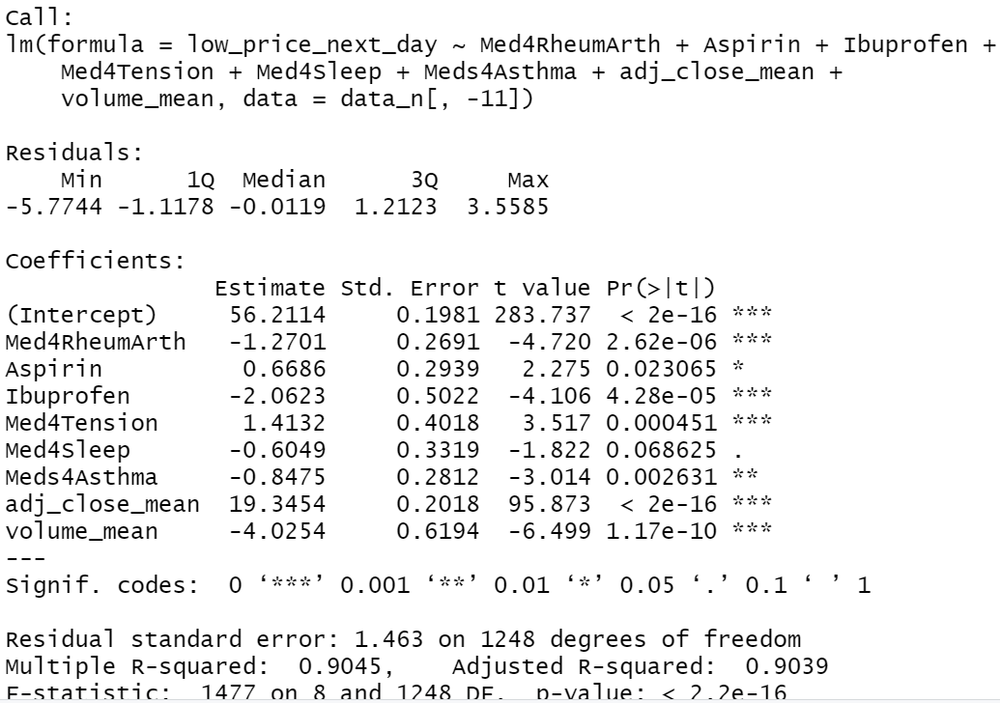 Call:
lm(formula = low_price_next_day ~ Med4RheumArth + Aspirin + Ibuprofen +
    Med4Tension + Med4Sleep + Meds4Asthma + adj_close_mean +
    volume_mean, data = data_n[, -11])

Residuals:
    Min      1Q  Median      3Q     Max
-5.7744 -1.1178 -0.0119  1.2123  3.5585

Coefficients:
               Estimate Std. Error t value Pr(>|t|)
(Intercept)     56.2114     0.1981 283.737  < 2e-16 ***
Med4RheumArth   -1.2701     0.2691  -4.720 2.62e-06 ***
Aspirin          0.6686     0.2939   2.275 0.023065 *
Ibuprofen       -2.0623     0.5022  -4.106 4.28e-05 ***
Med4Tension      1.4132     0.4018   3.517 0.000451 ***
Med4Sleep       -0.6049     0.3319  -1.822 0.068625 .
Meds4Asthma     -0.8475     0.2812  -3.014 0.002631 **
adj_close_mean  19.3454     0.2018  95.873  < 2e-16 ***
volume_mean     -4.0254     0.6194  -6.499 1.17e-10 ***
---
Signif. codes:  0 ‘***’ 0.001 ‘**’ 0.01 ‘*’ 0.05 ‘.’ 0.1 ‘ ’ 1

Residual standard error: 1.463 on 1248 degrees of freedom
Multiple R-squared:  0.9045,    Adjusted R-squared:  0.9039
F-statistic:  1477 on 8 and 1248 DF,  p-value: < 2.2e-16